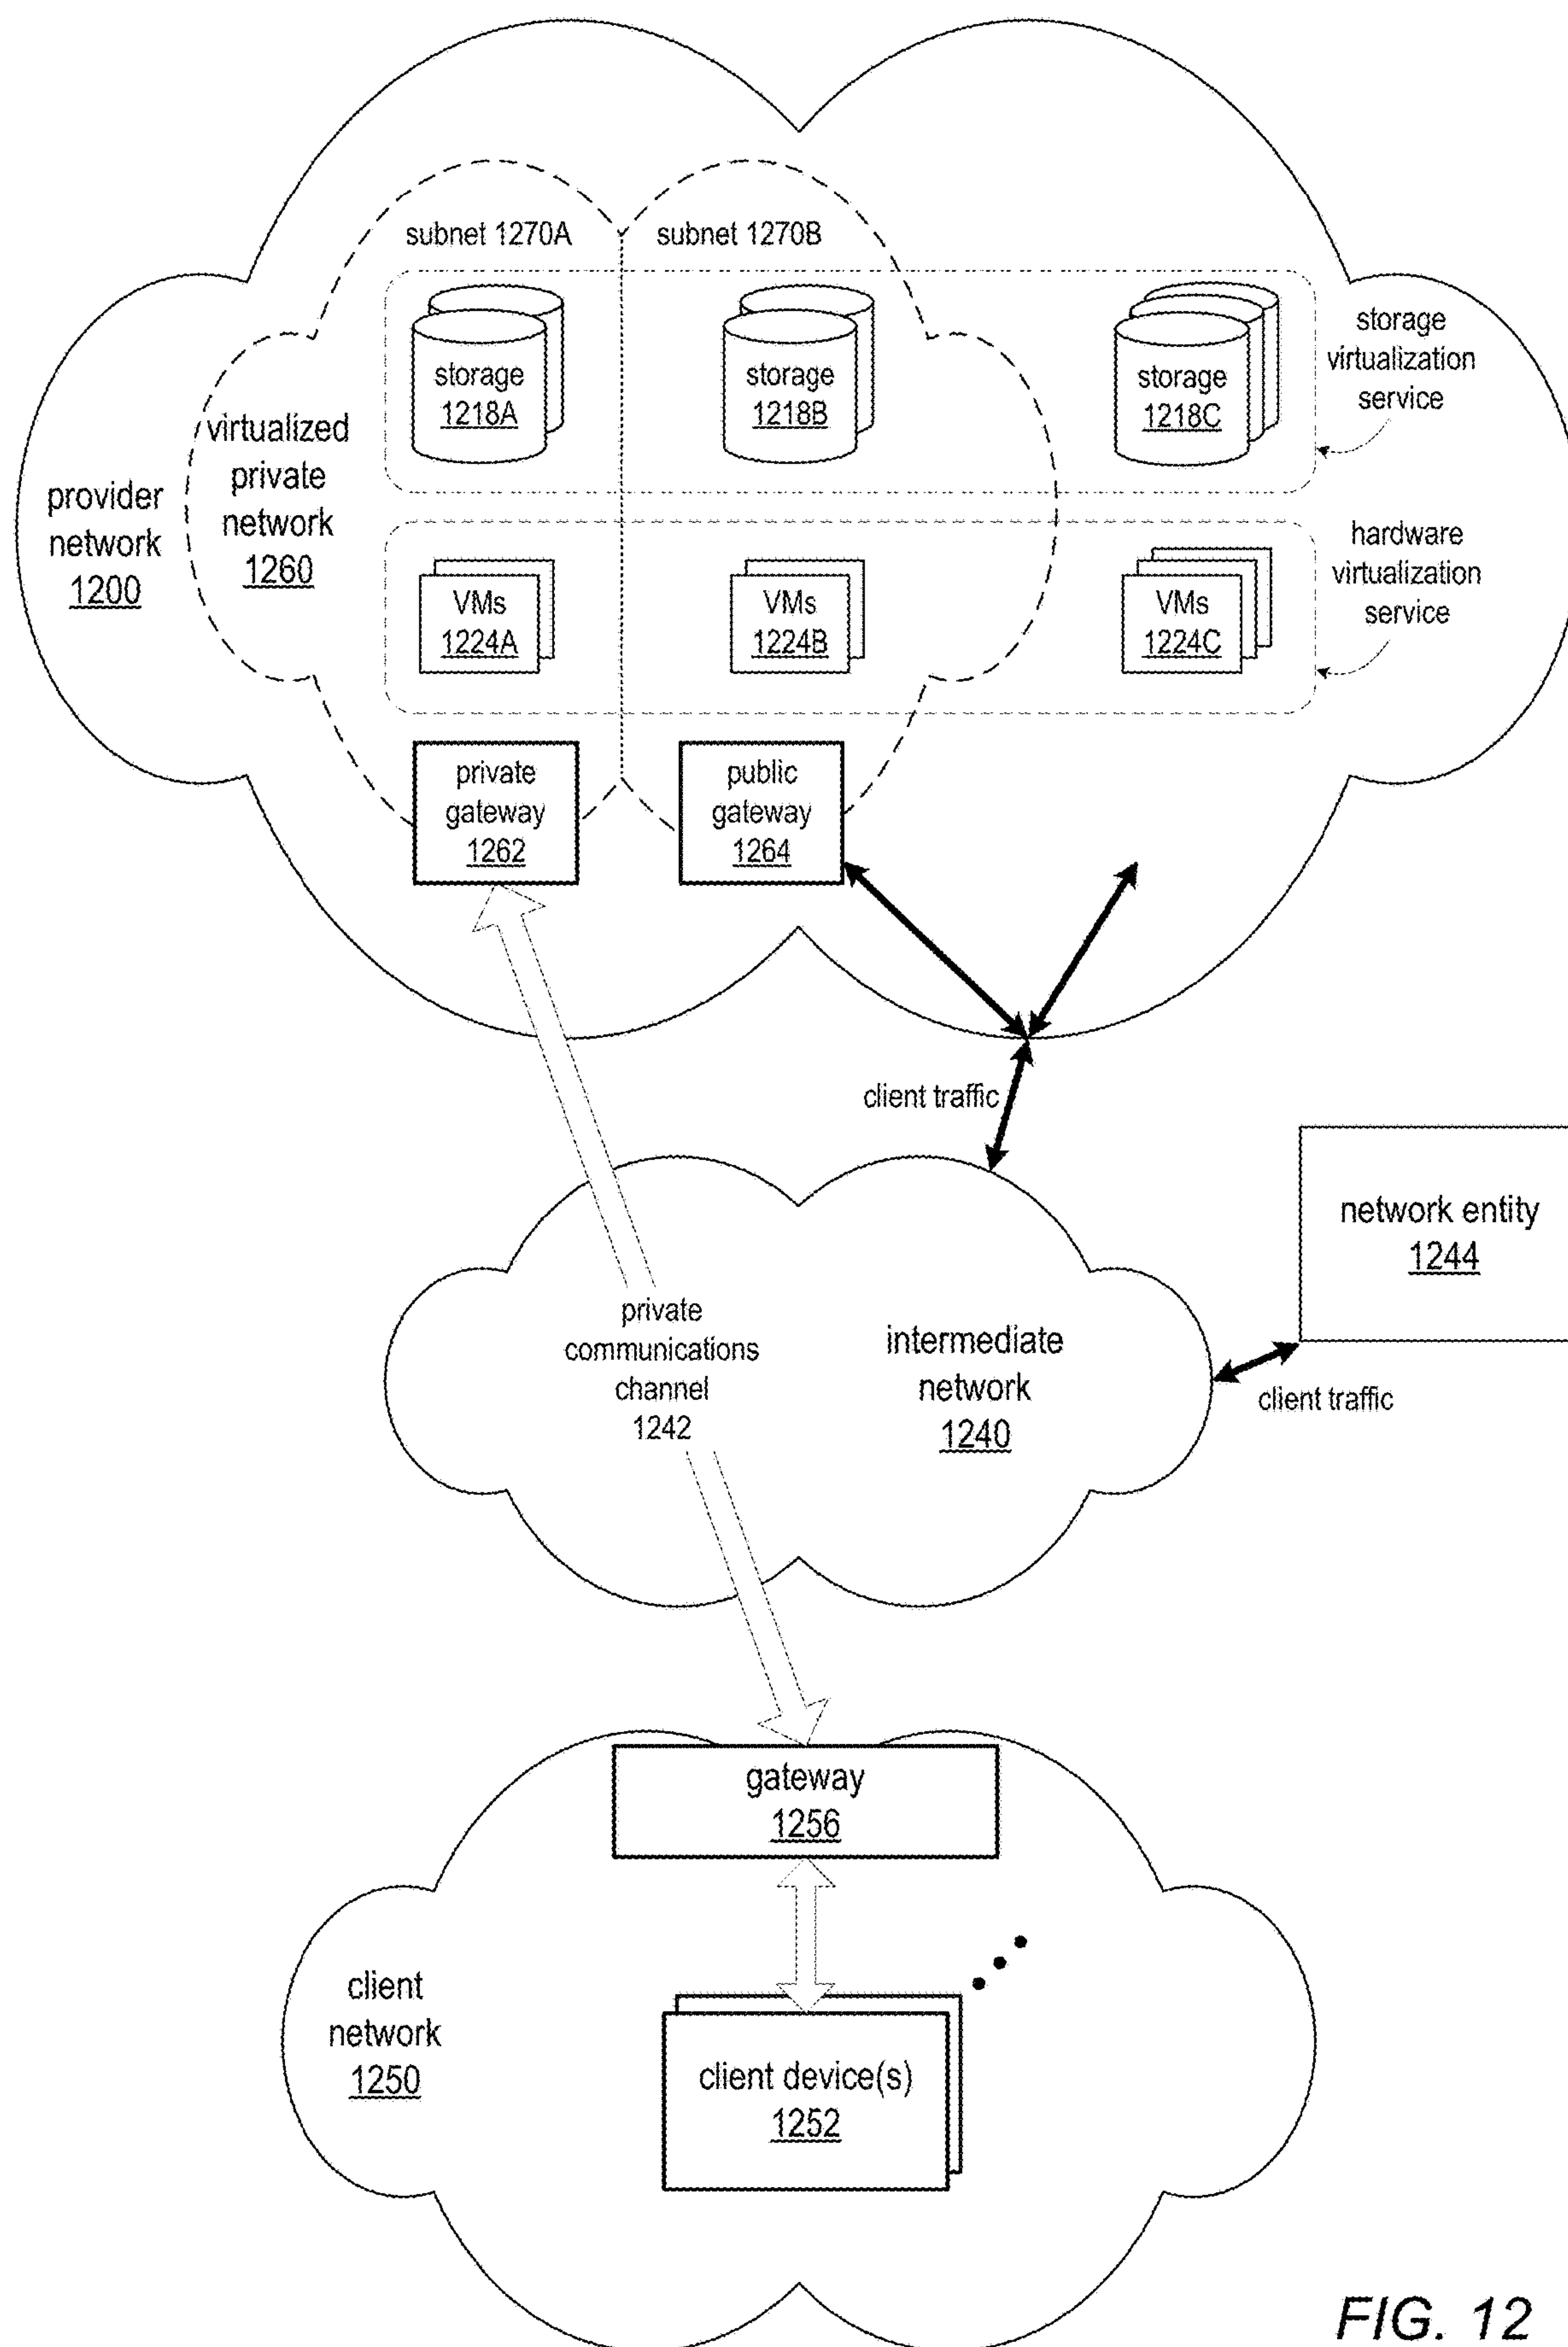 subnet 1270A
subnet 1270B
storage
1218A
storage
1218B
storage
1218C
storage
virtualization
service
virtualized
private
network
1260
provider
network
1200
VMs
1224A
VMs
1224B
VMs
1224C
hardware
virtualization
service
private
gateway
1262
public
gateway
1264
client traffic
network entity
1244
private
communications
channel
1242
intermediate
network
1240
client traffic
gateway
1256
client
network
1250
client device(s)
1252
FIG. 12